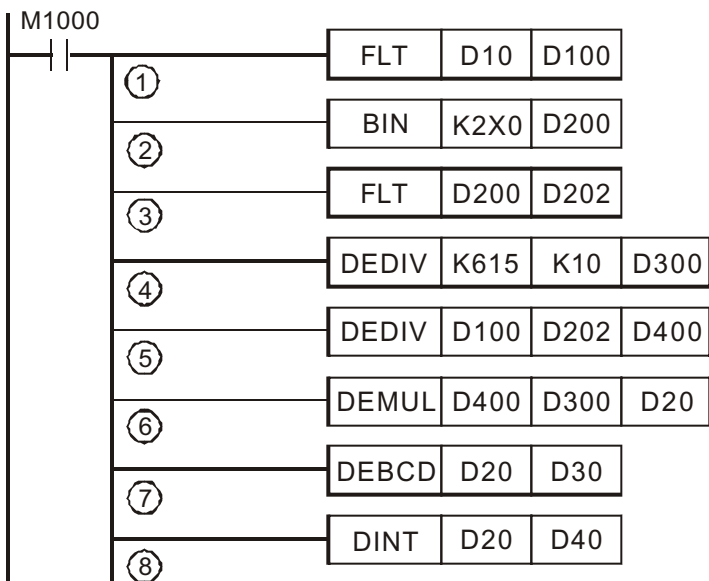 M1000
FLT D10 D100
1
BIN K2X0 D200
2
FLT D200 D202
3
DEDIV K615 K10 D300
4
DEDIV D100 D202 D400
5
DEMUL D400 D300 D20
6
DEBCD D20 D30
7
DINT D20 D40
8